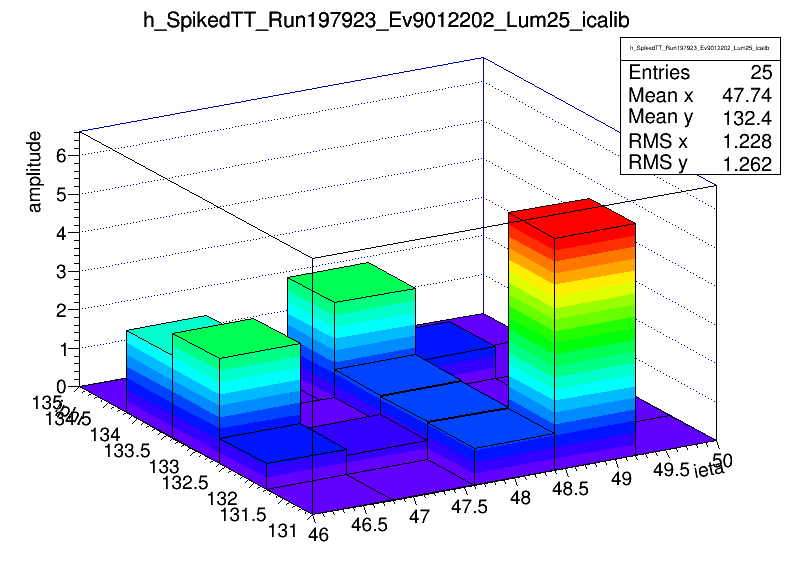 h_SpikedTT_Run197923_Ev9012202_Lum25_icalib
h_SpikedTT_Run197923_Ev9012202_Lum25_icalib
Entries 25
Mean x 47.74
Mean y 132.4
RMS x 1.228
RMS y 1.262
amplitude
6
5
4
3
2
1
0
135
134.5
134
133.5
133
132.5
132
131.5
131
46
46.5
47
47.5
48
48.5
49
49.5
50
ieta